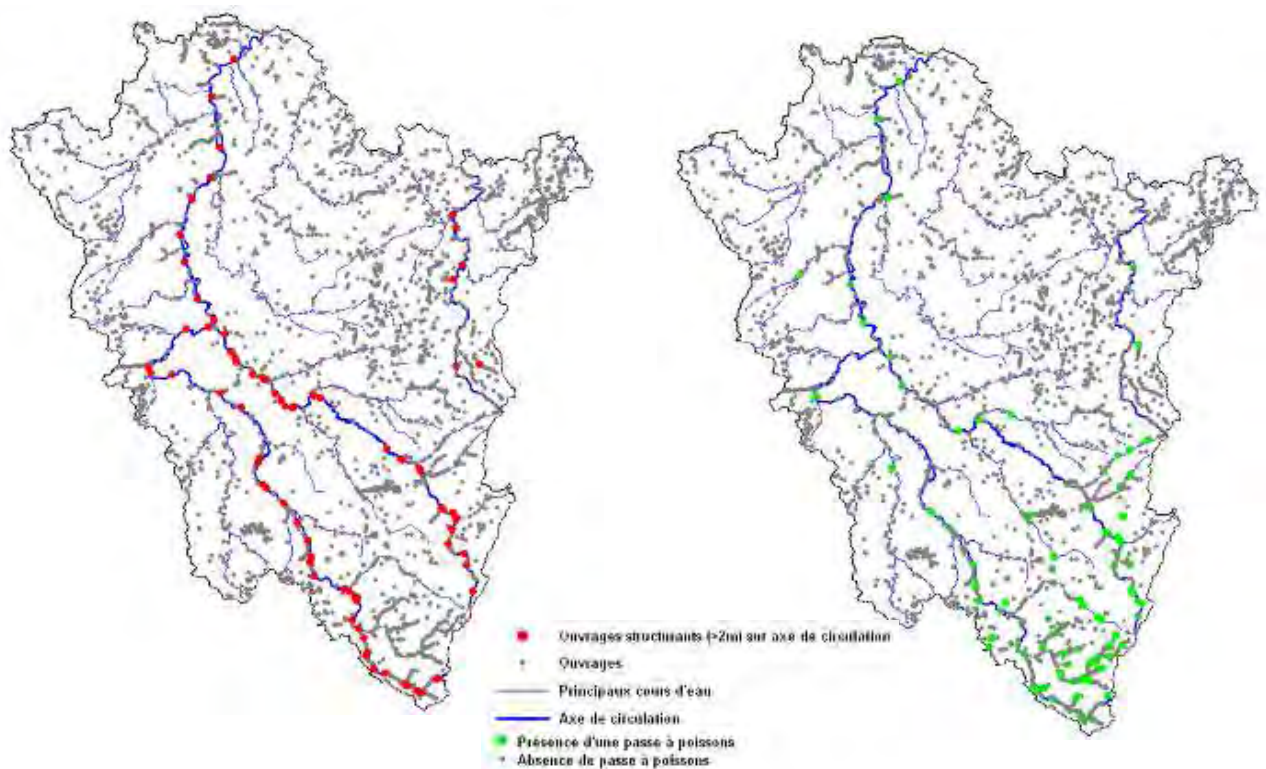 Ouvrages structurants (>2m) sur axe de circulation
Ouvrages
Principaux cours d'eau
Axe de circulation
Présence d'une passe à poissons
Absence de passe à poissons